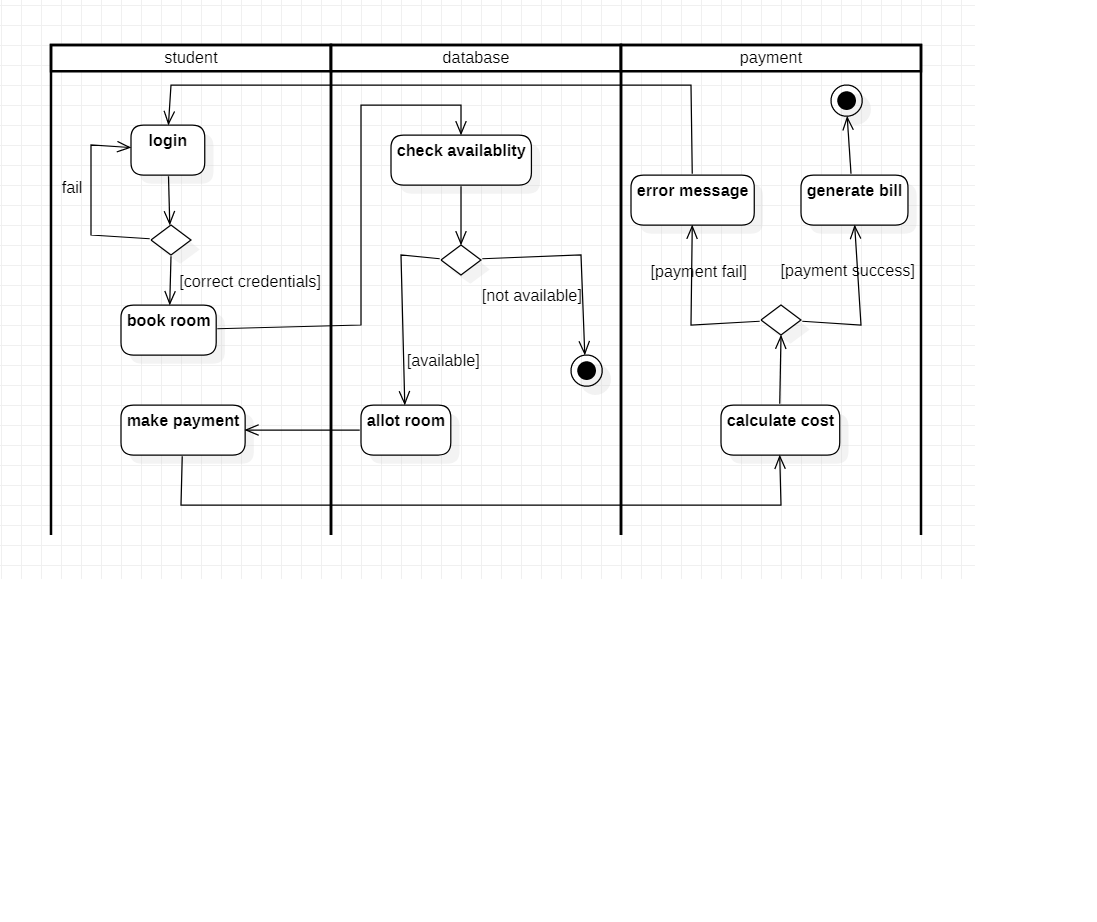 student
database
payment
login
fail
[correct credentials]
book room
make payment
check availablity
[not available]
[available]
allot room
error message
generate bill
[payment fail]
[payment success]
calculate cost